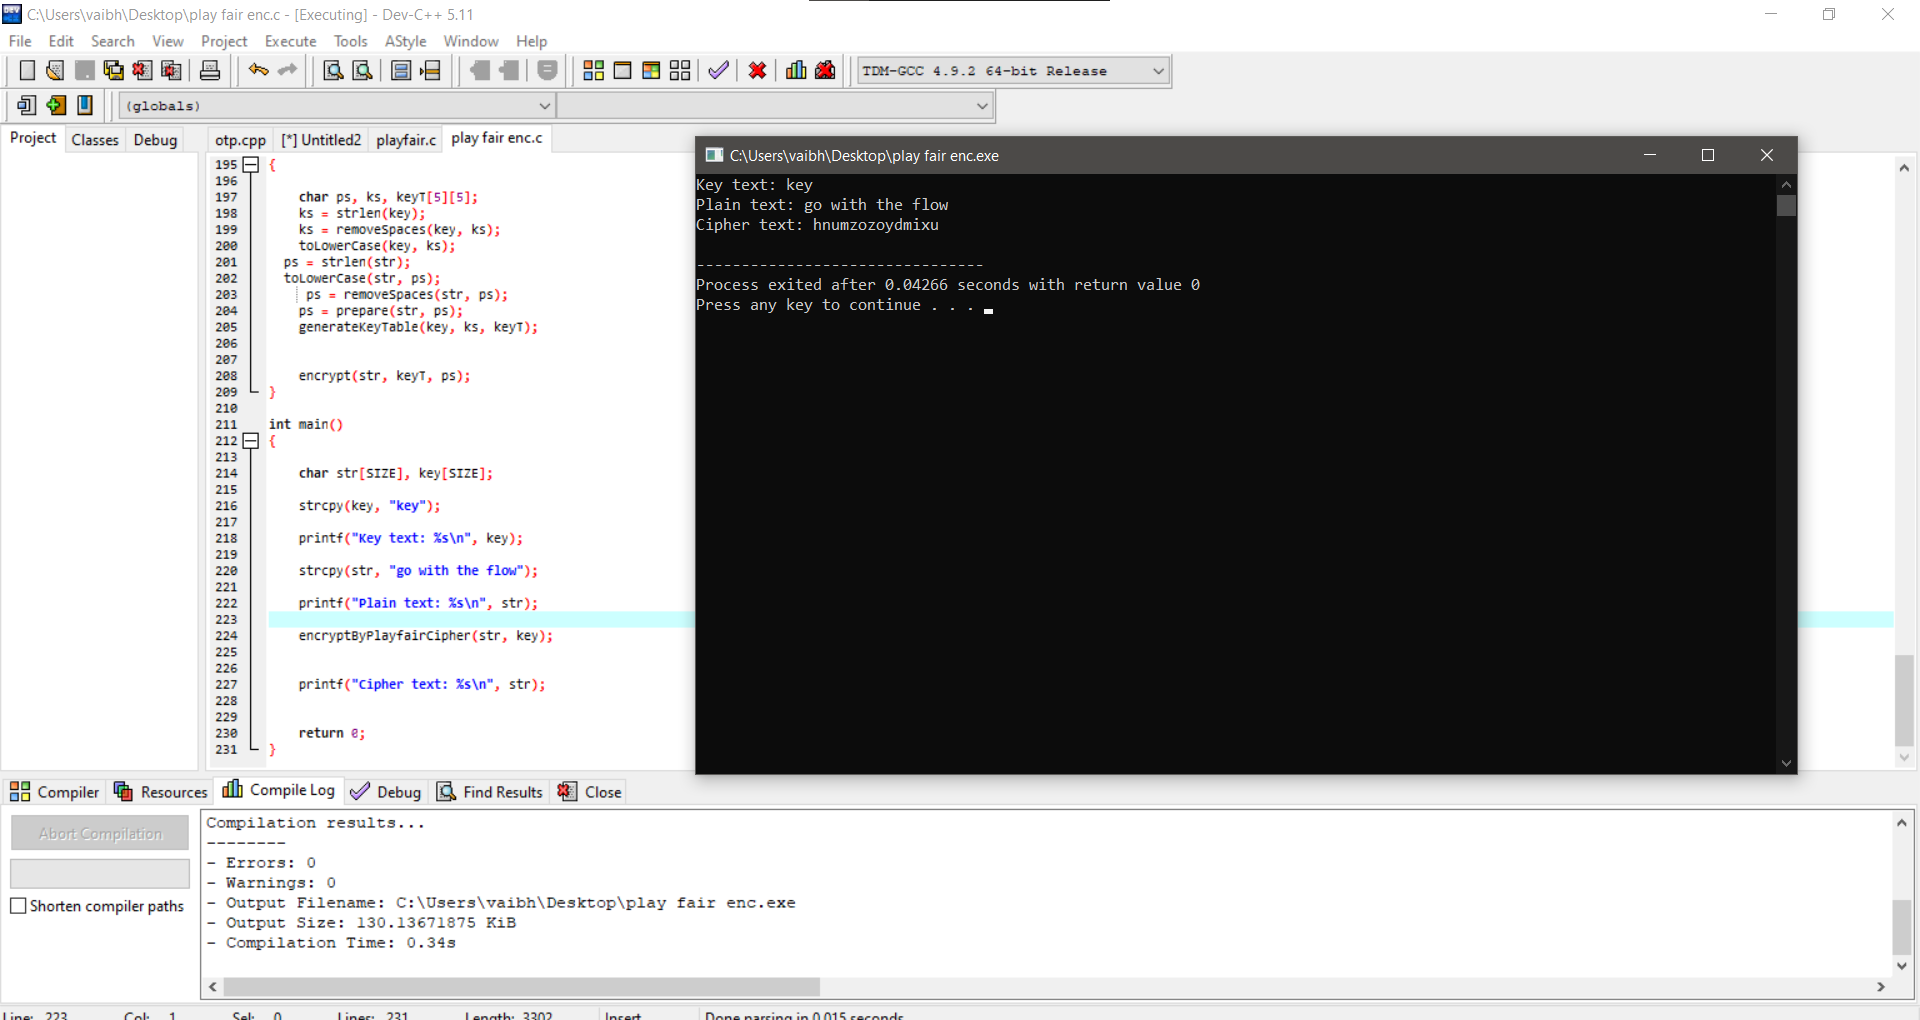 C:\Users\vaibh\Desktop\play fair enc.c - [Executing] - Dev-C++ 5.11
File Edit Search View Project Execute Tools AStyle Window Help
TDM-GCC 4.9.2 64-bit Release
(globals)
Project Classes Debug
otp.cpp [*] Untitled2 playfair.c play fair enc.c
195 {
196
197 char ps, ks, keyT[5][5];
198 ks = strlen(key);
199 ks = removeSpaces(key, ks);
200 toLowerCase(key, ks);
201 ps = strlen(str);
202 toLowerCase(str, ps);
203 ps = removeSpaces(str, ps);
204 ps = prepare(str, ps);
205 generateKeyTable(key, ks, keyT);
206
207
208 encrypt(str, keyT, ps);
209 }
210
211 int main()
212 {
213
214 char str[SIZE], key[SIZE];
215
216 strcpy(key, "key");
217
218 printf("Key text: %s\n", key);
219
220 strcpy(str, "go with the flow");
221
222 printf("Plain text: %s\n", str);
223
224 encryptByPlayfairCipher(str, key);
225
226
227 printf("Cipher text: %s\n", str);
228
229
230 return 0;
231 }
C:\Users\vaibh\Desktop\play fair enc.exe
Key text: key
Plain text: go with the flow
Cipher text: hnumzozoydmixu
--------------------------------
Process exited after 0.04266 seconds with return value 0
Press any key to continue . . .
Compiler Resources Compile Log Debug Find Results Close
Abort Compilation
Shorten compiler paths
Compilation results...
--------
- Errors: 0
- Warnings: 0
- Output Filename: C:\Users\vaibh\Desktop\play fair enc.exe
- Output Size: 130.13671875 KiB
- Compilation Time: 0.34s
Line: 223 Col: 1 Sel: 0 Lines: 231 Length: 3302 Insert Done parsing in 0.015 seconds